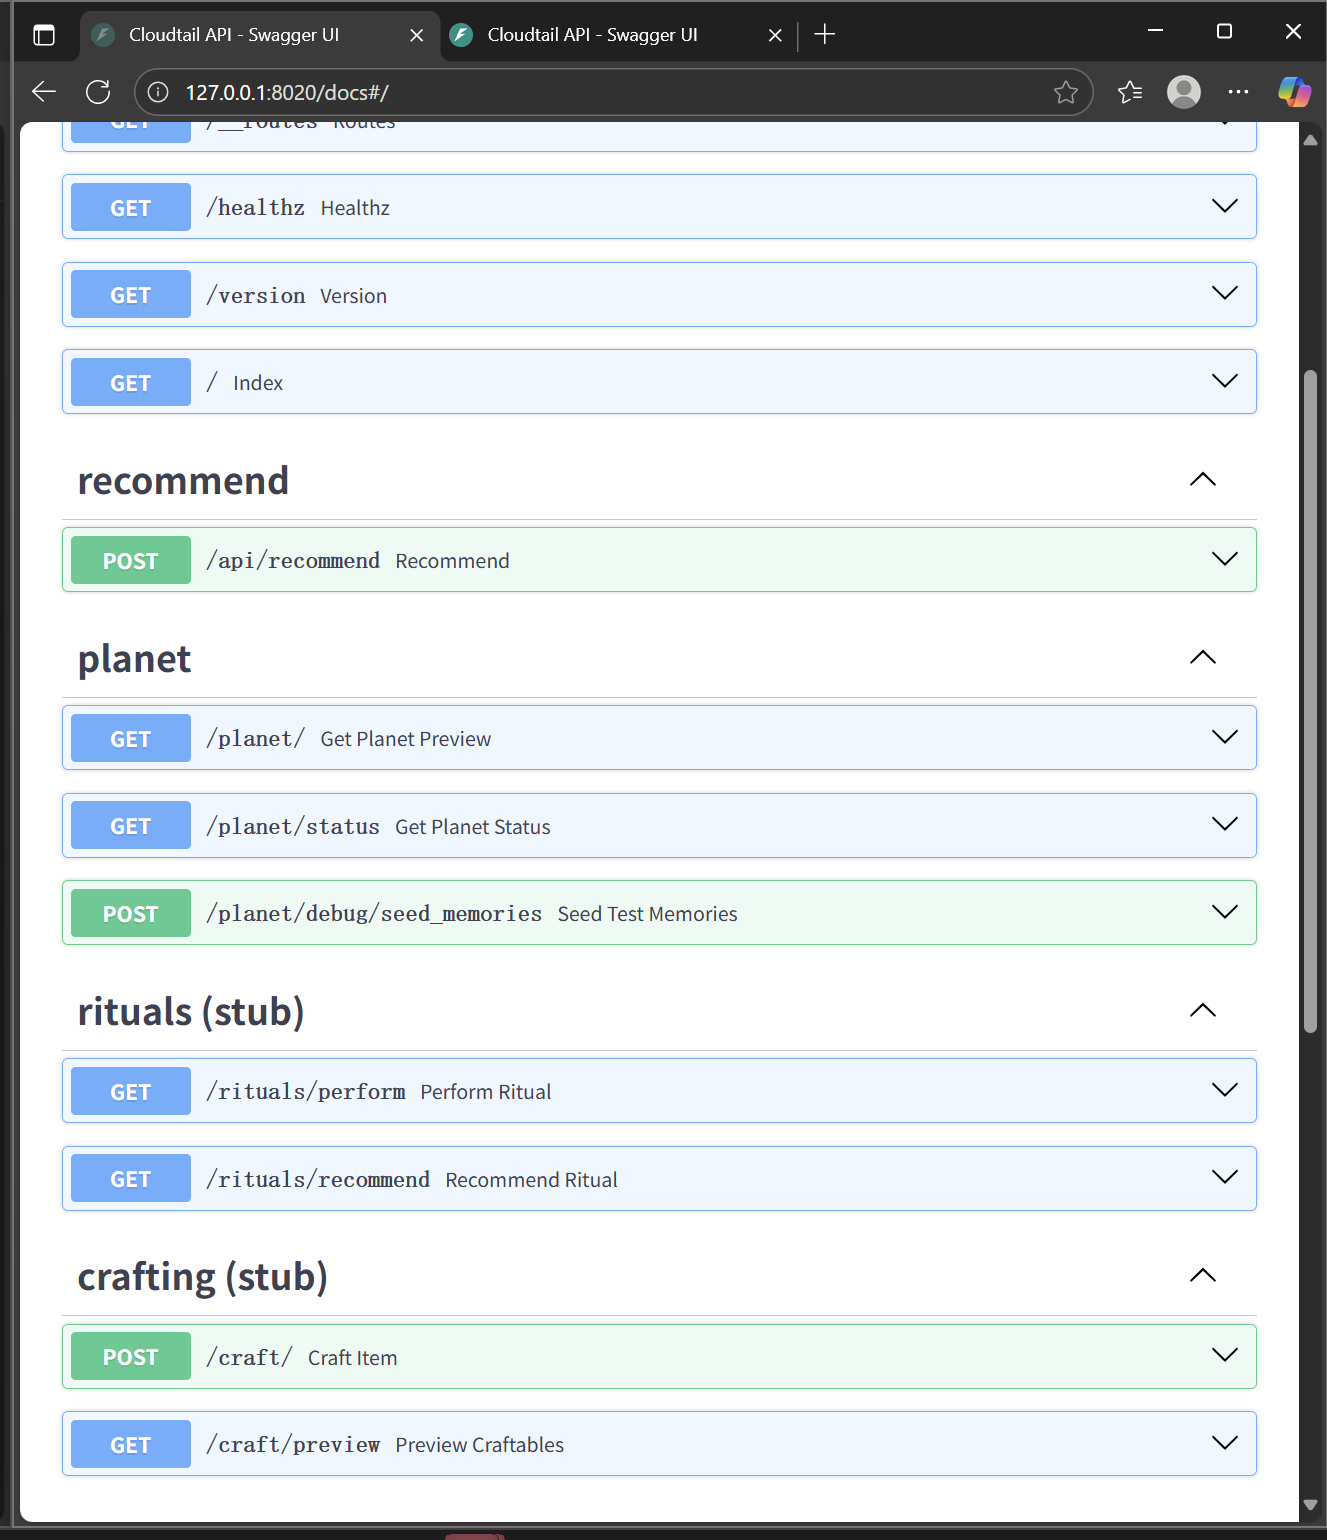 Cloudtail API - Swagger UI
Cloudtail API - Swagger UI
127.0.0.1:8020/docs#/
GET /__routes Routes
GET /healthz Healthz
GET /version Version
GET / Index
recommend
POST /api/recommend Recommend
planet
GET /planet/ Get Planet Preview
GET /planet/status Get Planet Status
POST /planet/debug/seed_memories Seed Test Memories
rituals (stub)
GET /rituals/perform Perform Ritual
GET /rituals/recommend Recommend Ritual
crafting (stub)
POST /craft/ Craft Item
GET /craft/preview Preview Craftables